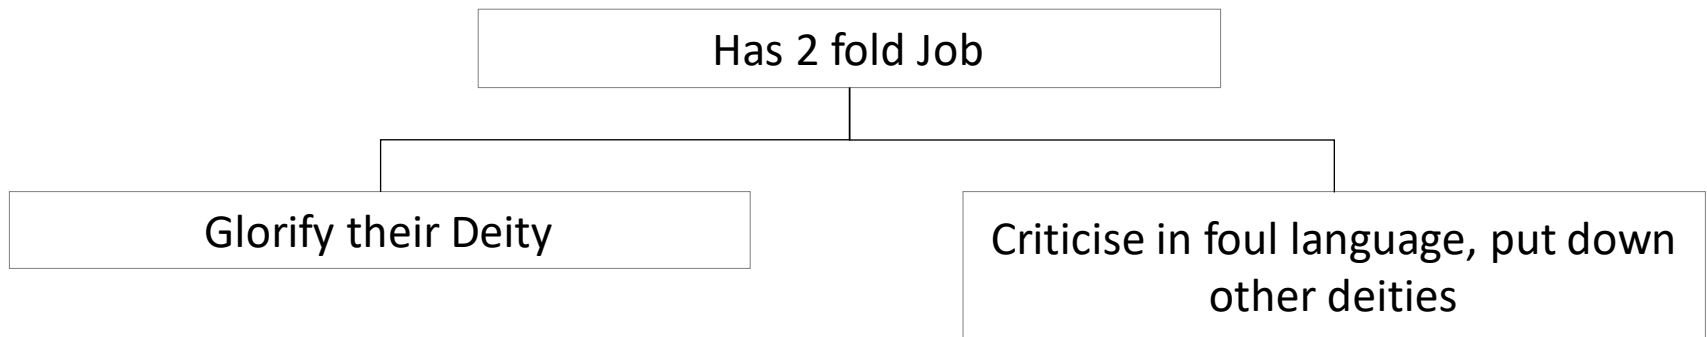 Has 2 fold Job
Glorify their Deity
Criticise in foul language, put down
other deities